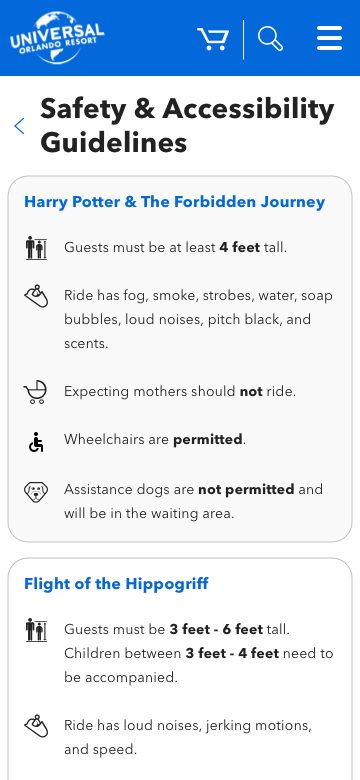 UNIVERSAL
ORLANDO RESORT
Safety & Accessibility
Guidelines
Harry Potter & The Forbidden Journey
Guests must be at least 4 feet tall.
Ride has fog, smoke, strobes, water, soap
bubbles, loud noises, pitch black, and
scents.
Expecting mothers should not ride.
Wheelchairs are permitted.
Assistance dogs are not permitted and
will be in the waiting area.
Flight of the Hippogriff
Guests must be 3 feet - 6 feet tall.
Children between 3 feet - 4 feet need to
be accompanied.
Ride has loud noises, jerking motions,
and speed.